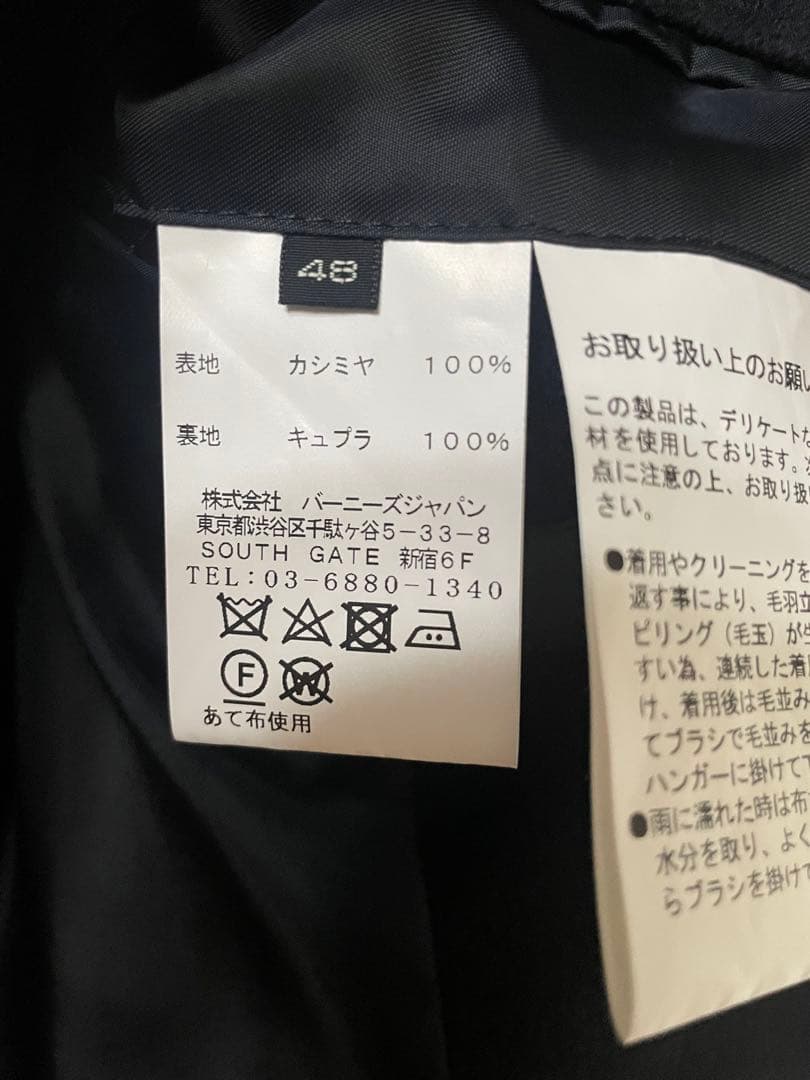 48
表地 カシミヤ 100%
裏地 キュプラ 100%
株式会社 バーニーズジャパン
東京都渋谷区千駄ヶ谷5-33-8
SOUTH GATE 新宿6F
TEL:03-6880-1340
F W
あて布使用
お取り扱い上のお願い
この製品は、デリケートな
材を使用しております。
点に注意の上、お取り扱い
さい。
●着用やクリーニングを
返す事により、毛羽立
ピリング(毛玉)が生
すい為、連続した着
け、着用後は毛並み
てブラシで毛並みを
ハンガーに掛けて下
●雨に濡れた時は布
水分を取り、よく
らブラシを掛けて